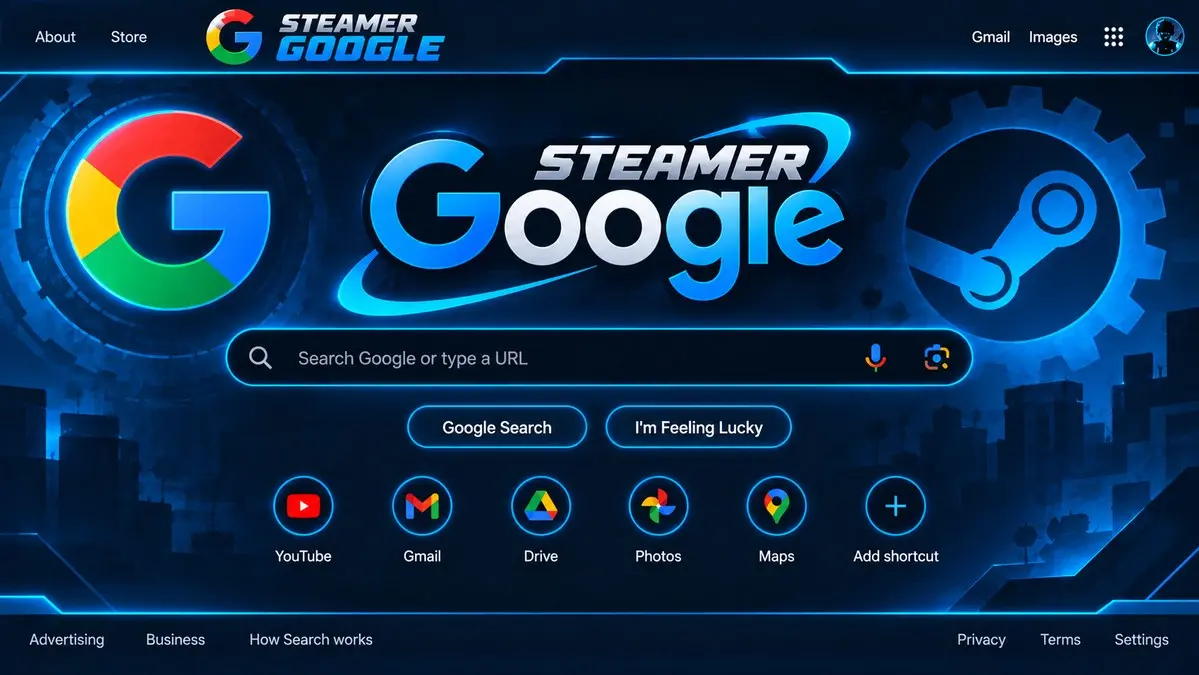 About Store
STEAMER
GOOGLE
Gmail Images
STEAMER
Google
Search Google or type a URL
Google Search I'm Feeling Lucky
YouTube Gmail Drive Photos Maps Add shortcut
Advertising Business How Search works Privacy Terms Settings